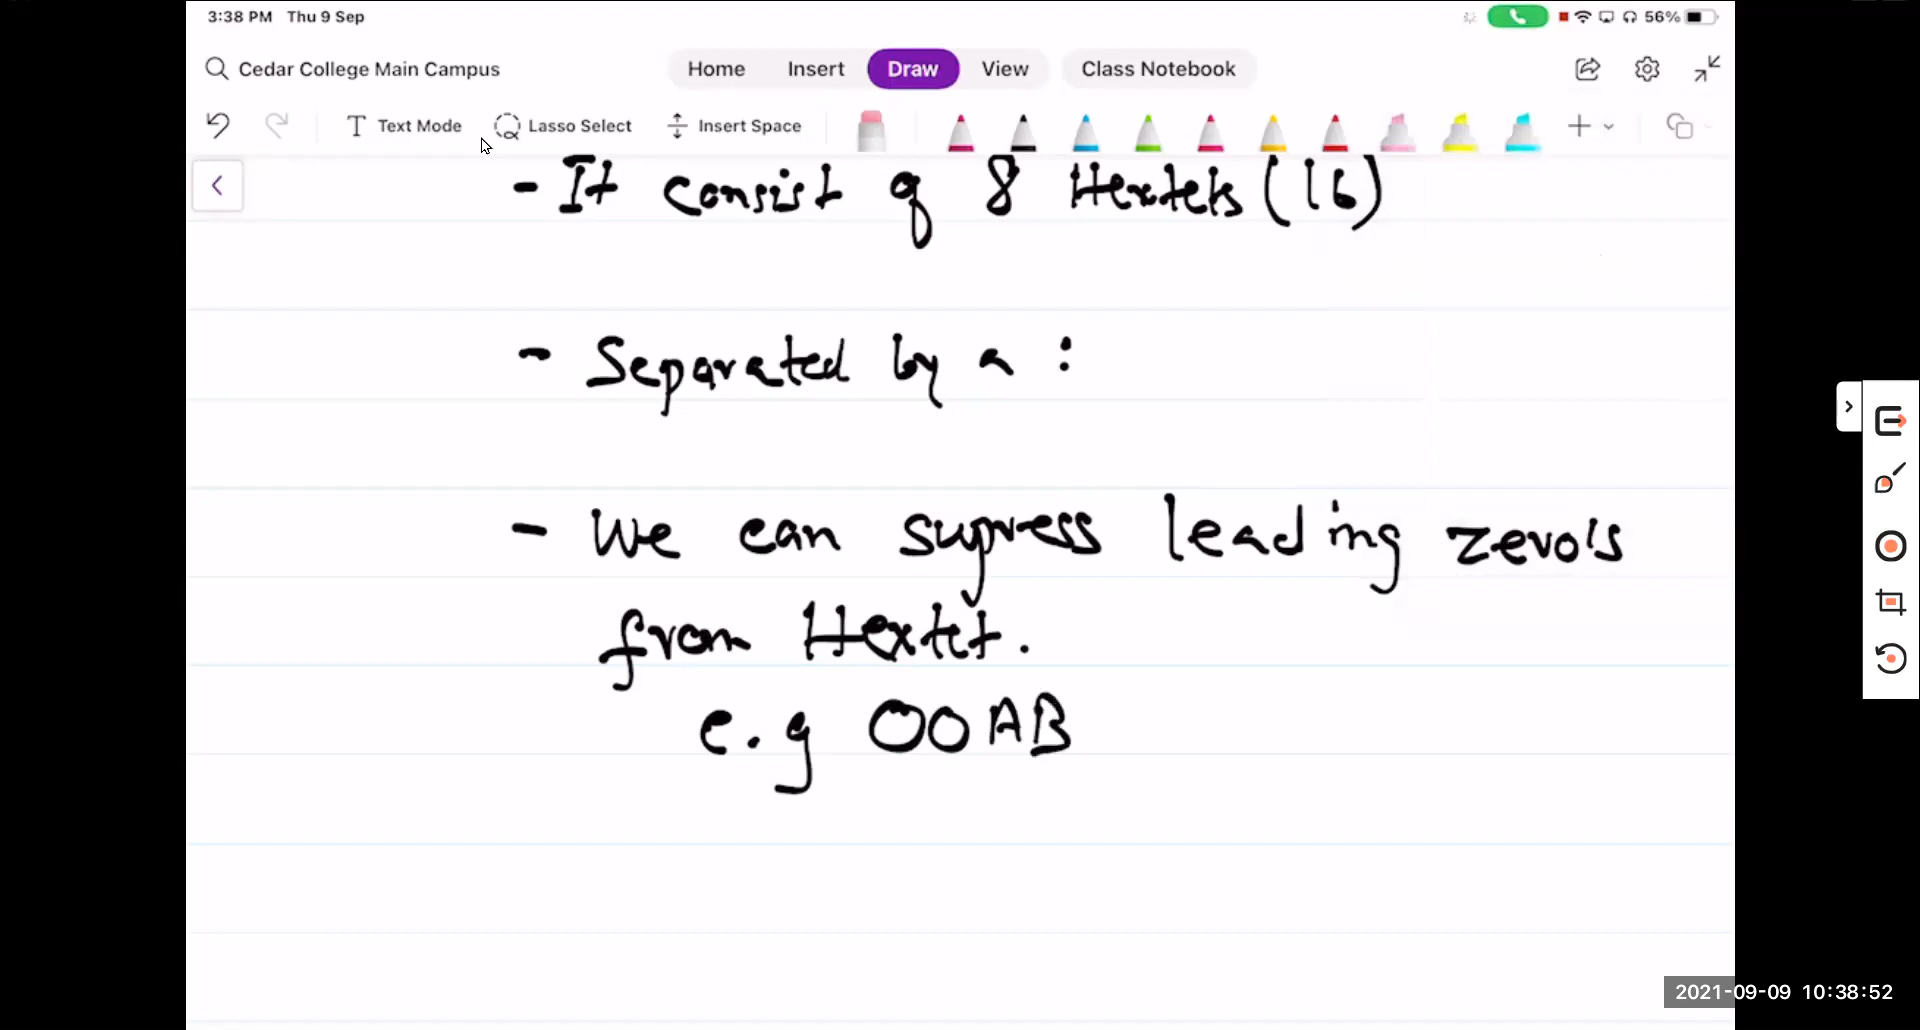 3:38 PM Thu 9 Sep
56%
Cedar College Main Campus
Home Insert Draw View Class Notebook
Text Mode Lasso Select Insert Space
- It consist of 8 Hextets (16)
- Separated by a :
- We can supress leading zero's
from Hextet.
e.g 00AB
2021-09-09 10:38:52